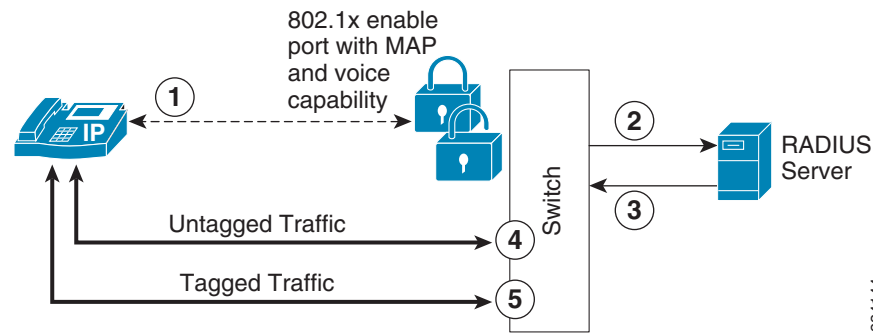 802.1x enable
port with MAP
and voice
capability
1
IP
2
RADIUS
Server
3
Switch
Untagged Traffic
4
Tagged Traffic
5